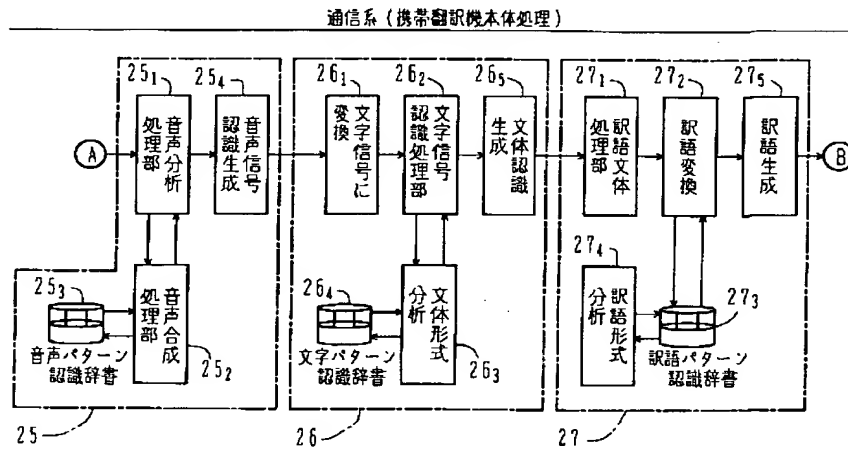 通信系(携帯翻訳機本体処理)
25₁
25₄
26₁
26₂
26₅
27₁
27₂
27₅
A
音声分析
処理部
音声信号
認識生成
文字信号に
変換
文字信号
認識処理部
文体認識
生成
訳語文体
処理部
訳語変換
訳語生成
B
25₃
音声パターン
認識辞書
音声合成
処理部
25₂
26₄
文字パターン
認識辞書
文体形式
分析
26₃
27₄
訳語形式
分析
27₃
訳語パターン
認識辞書
25
26
27